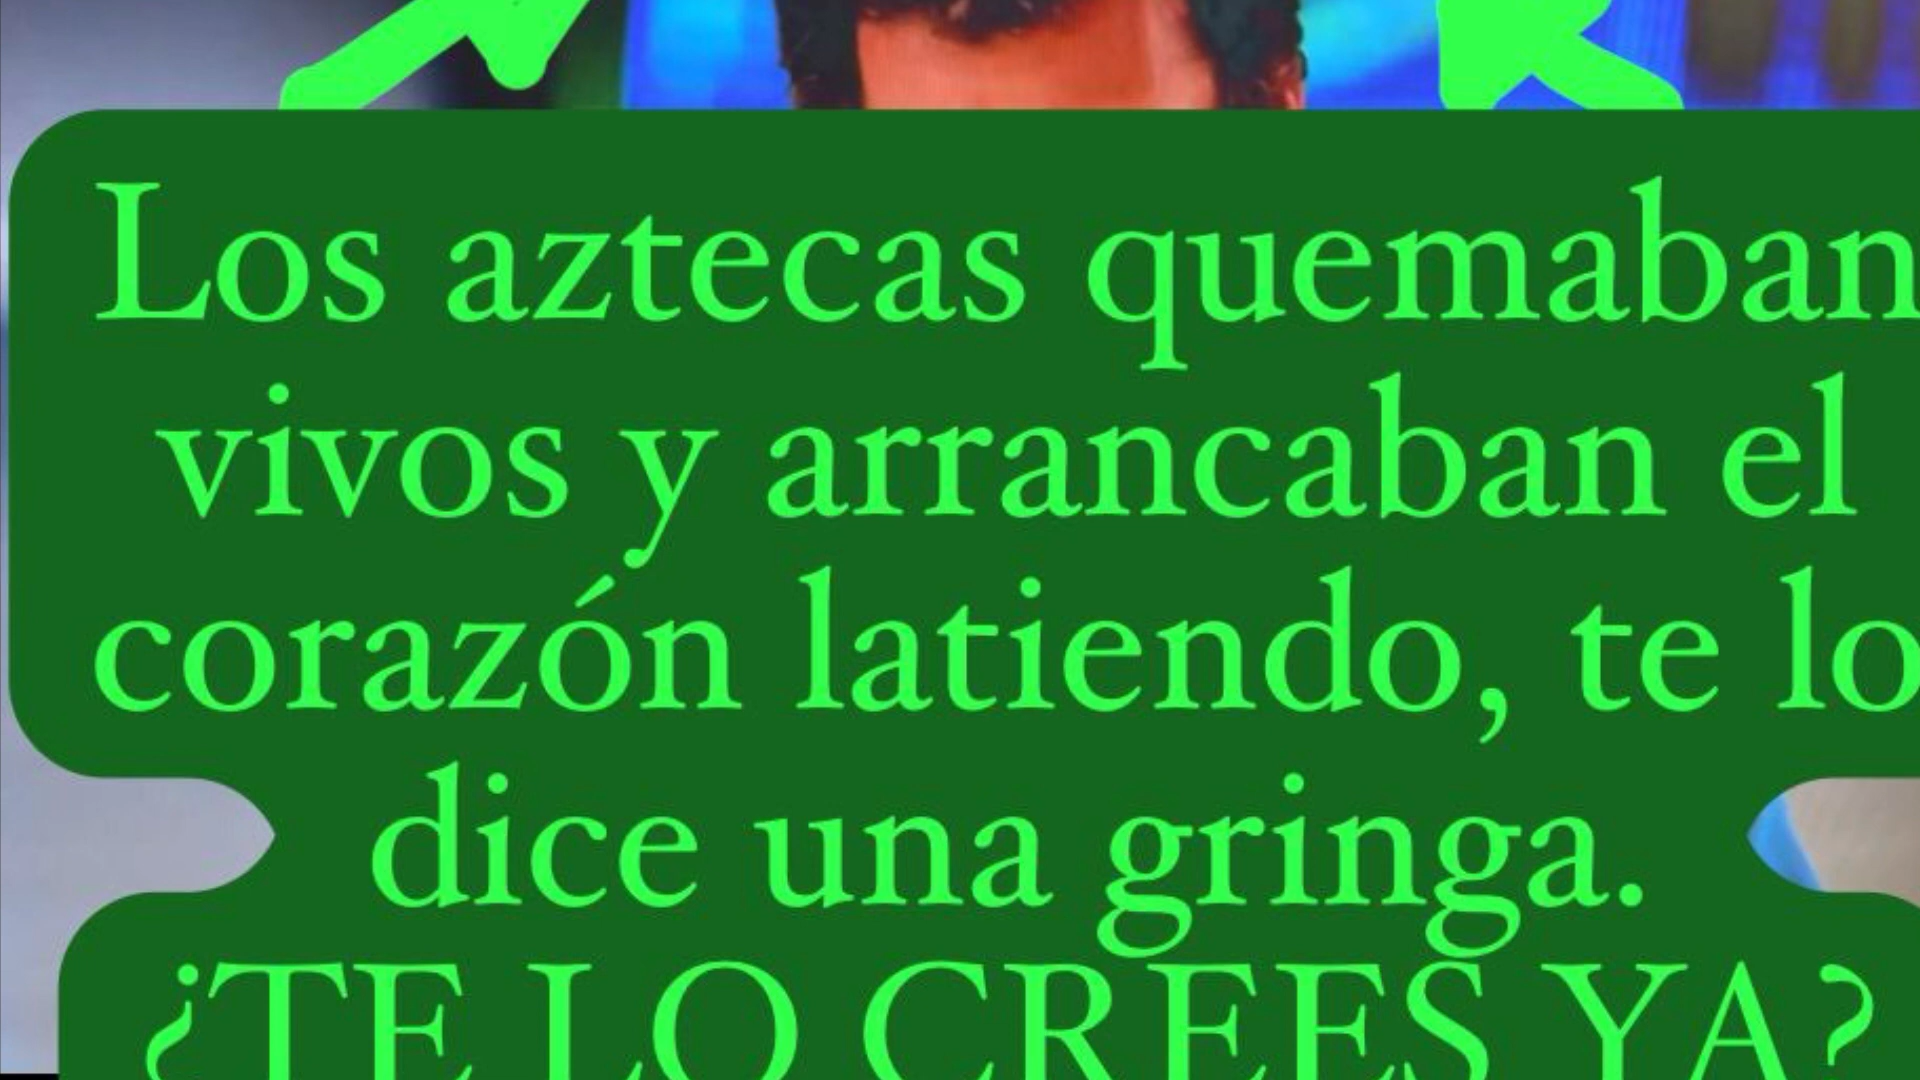 Los aztecas quemaban
vivos y arrancaban el
corazón latiendo, te lo
dice una gringa.
¿TE LO CREES YA?